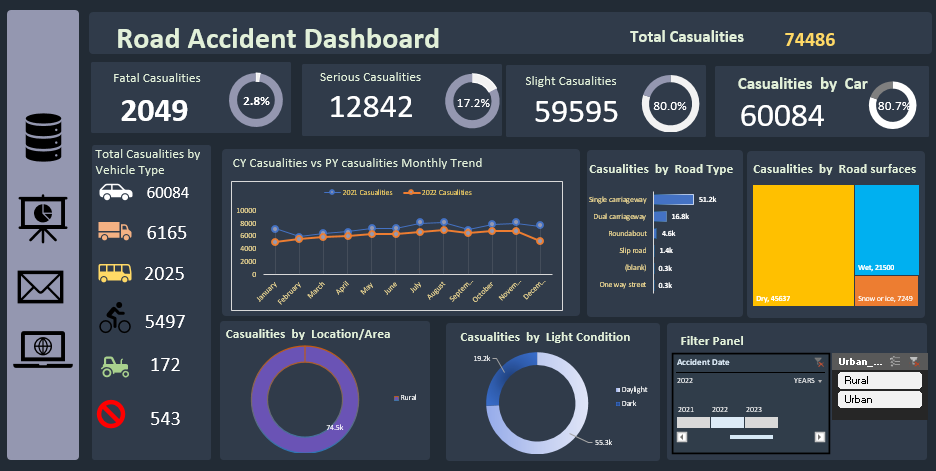 Road Accident Dashboard
Total Casualities 74486
Fatal Casualities
2049
2.8%
Serious Casualities
12842
17.2%
Slight Casualities
59595
80.0%
Casualities by Car
60084
80.7%
Total Casualities by
Vehicle Type
60084
6165
2025
5497
172
543
CY Casualities vs PY casualities Monthly Trend
2021 Casualities 2022 Casualities
10000
8000
6000
4000
2000
0
January
February
March
April
May
June
July
August
Septem...
October
Novem...
Decem...
Casualities by Road Type
Single carriageway 51.2k
Dual carriageway 16.8k
Roundabout 4.6k
Slip road 1.4k
(blank) 0.3k
One way street 0.3k
Casualities by Road surfaces
Dry, 45637
Wet, 21500
Snow or ice, 7249
Casualities by Location/Area
Rural
74.5k
Casualities by Light Condition
19.2k
Daylight
Dark
55.3k
Filter Panel
Accident Date
2022 YEARS
2021 2022 2023
Urban_...
Rural
Urban